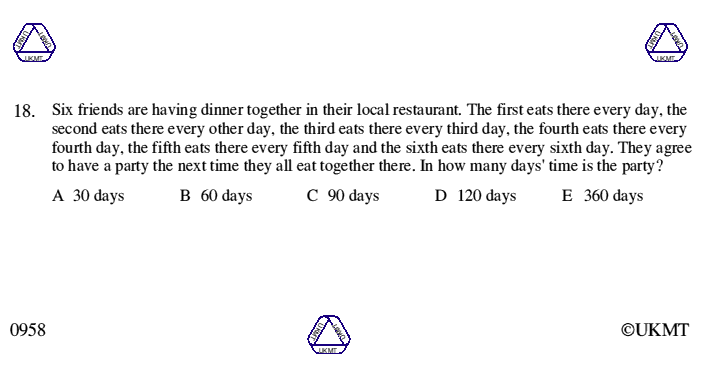 UKMT UKMT UKMT
UKMT UKMT UKMT
18. Six friends are having dinner together in their local restaurant. The first eats there every day, the
second eats there every other day, the third eats there every third day, the fourth eats there every
fourth day, the fifth eats there every fifth day and the sixth eats there every sixth day. They agree
to have a party the next time they all eat together there. In how many days' time is the party?
A 30 days B 60 days C 90 days D 120 days E 360 days
0958
UKMT UKMT UKMT
©UKMT